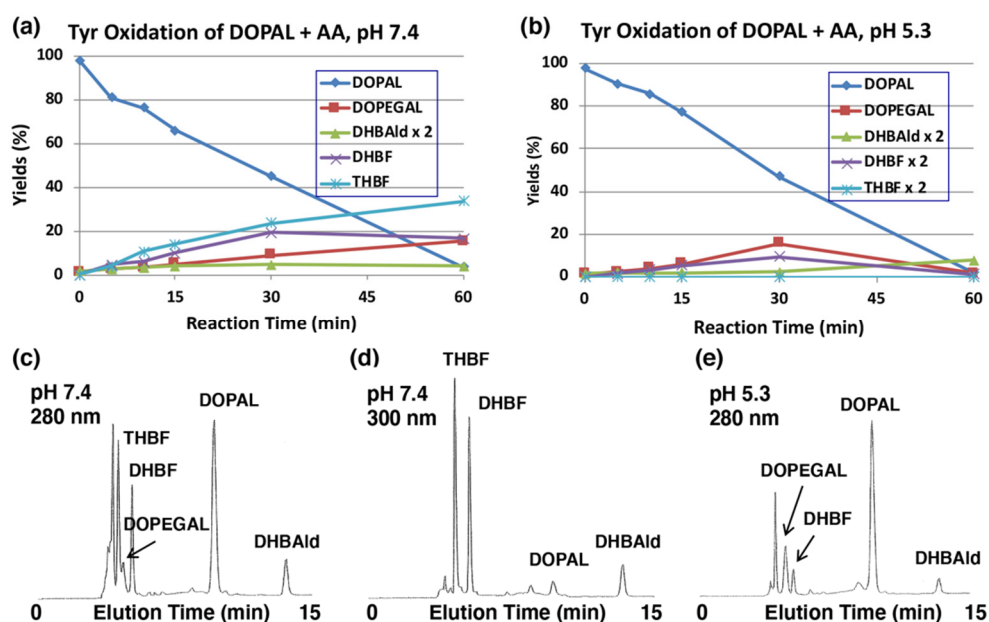 (a)
Tyr Oxidation of DOPAL + AA, pH 7.4
100
80
60
40
20
0
Yields (%)
DOPAL
DOPEGAL
DHBAld x 2
DHBF
THBF
0 15 30 45 60
Reaction Time (min)
(b)
Tyr Oxidation of DOPAL + AA, pH 5.3
100
80
60
40
20
0
Yields (%)
DOPAL
DOPEGAL
DHBAld x 2
DHBF x 2
THBF x 2
0 15 30 45 60
Reaction Time (min)
(c)
pH 7.4
280 nm
THBF
DHBF
DOPEGAL
DOPAL
DHBAld
0 Elution Time (min) 15
(d)
pH 7.4
300 nm
THBF
DHBF
DOPAL
DHBAld
0 Elution Time (min) 15
(e)
pH 5.3
280 nm
DOPAL
DOPEGAL
DHBF
DHBAld
0 Elution Time (min) 15